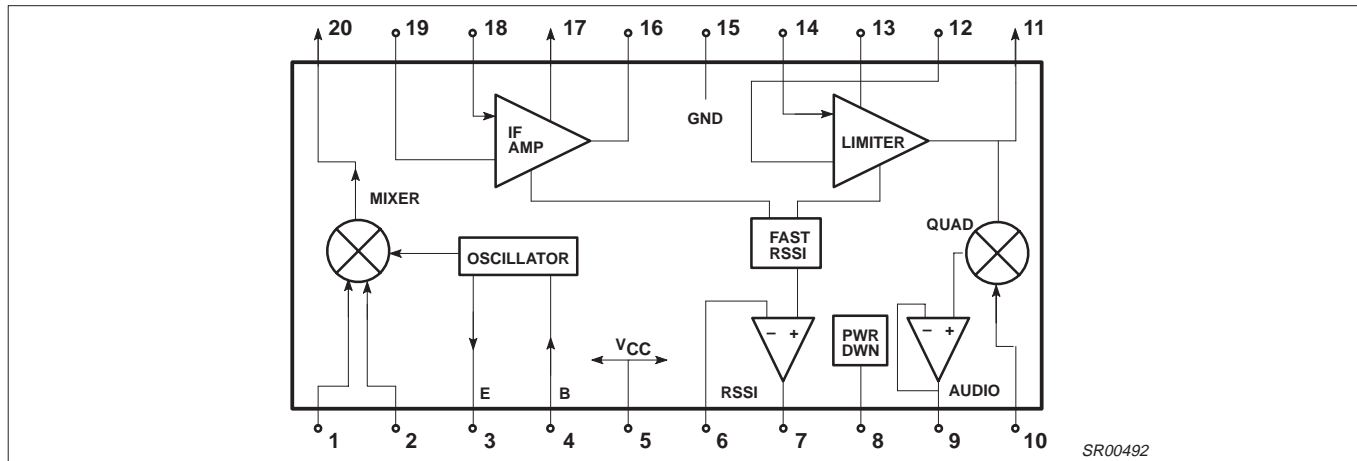 20 19 18 17 16 15 14 13 12 11
GND
IF
AMP
LIMITER
MIXER
QUAD
FAST
RSSI
OSCILLATOR
– +
PWR
DWN
– +
VCC
E B RSSI AUDIO
1 2 3 4 5 6 7 8 9 10
SR00492